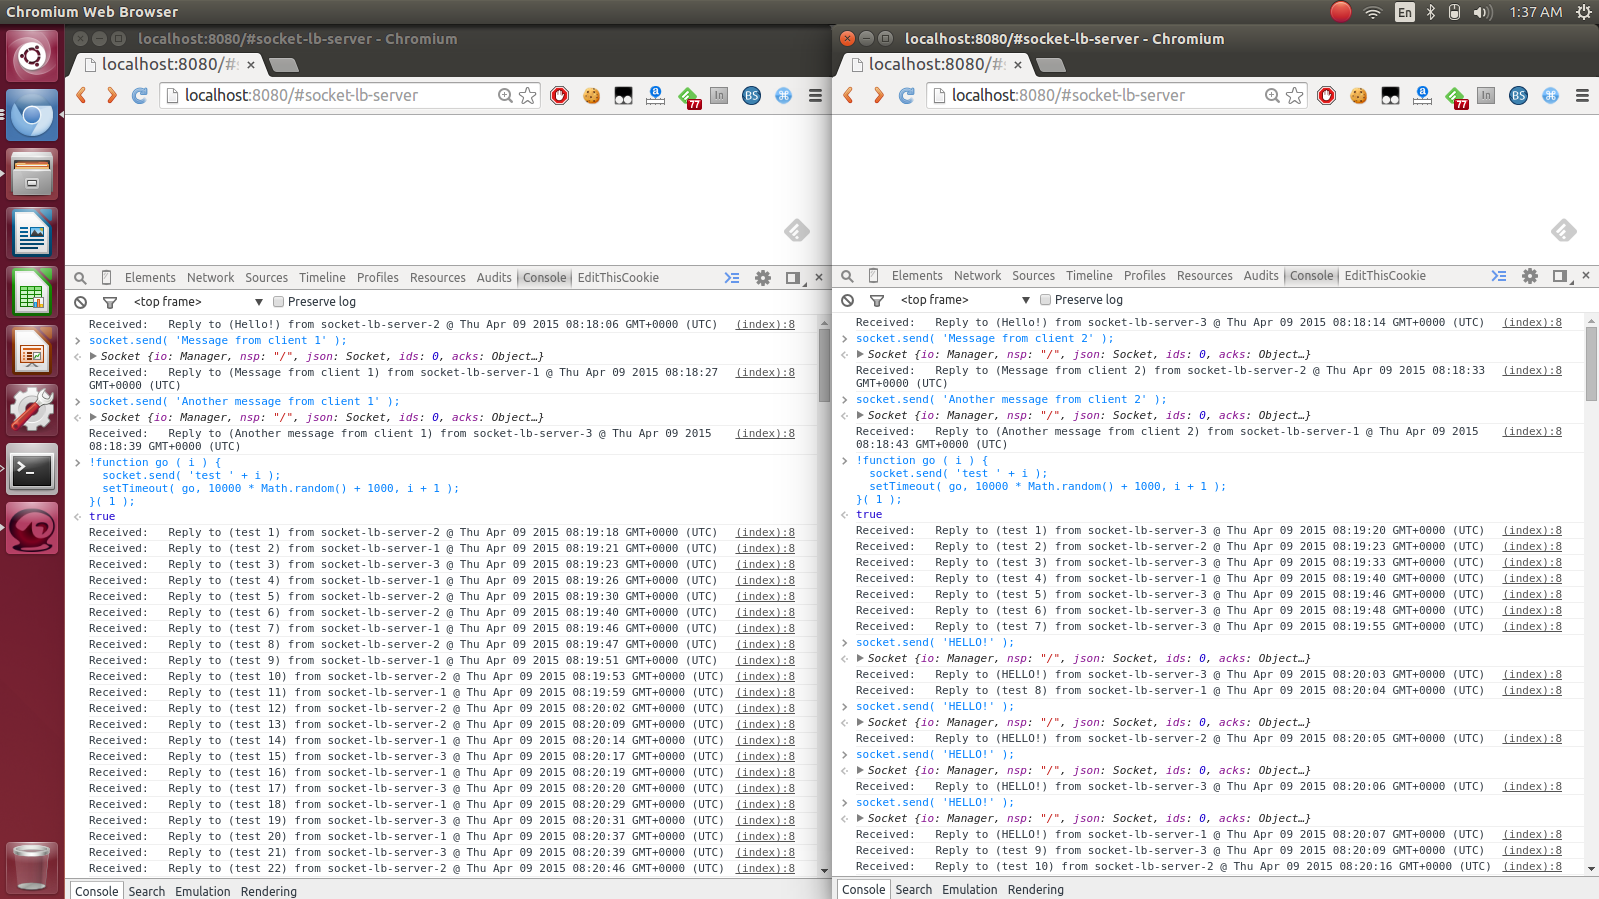 Chromium Web Browser
En
1:37 AM
localhost:8080/#socket-lb-server - Chromium
localhost:8080/#s
localhost:8080/#socket-lb-server
77
In
BS
Elements Network Sources Timeline Profiles Resources Audits Console EditThisCookie
<top frame> ▼ Preserve log
Received: Reply to (Hello!) from socket-lb-server-2 @ Thu Apr 09 2015 08:18:06 GMT+0000 (UTC) (index):8
socket.send( 'Message from client 1' );
Socket {io: Manager, nsp: "/", json: Socket, ids: 0, acks: Object…}
Received: Reply to (Message from client 1) from socket-lb-server-1 @ Thu Apr 09 2015 08:18:27 (index):8
GMT+0000 (UTC)
socket.send( 'Another message from client 1' );
Socket {io: Manager, nsp: "/", json: Socket, ids: 0, acks: Object…}
Received: Reply to (Another message from client 1) from socket-lb-server-3 @ Thu Apr 09 2015 (index):8
08:18:39 GMT+0000 (UTC)
!function go ( i ) {
socket.send( 'test ' + i );
setTimeout( go, 10000 * Math.random() + 1000, i + 1 );
}( 1 );
true
Received: Reply to (test 1) from socket-lb-server-2 @ Thu Apr 09 2015 08:19:18 GMT+0000 (UTC) (index):8
Received: Reply to (test 2) from socket-lb-server-1 @ Thu Apr 09 2015 08:19:21 GMT+0000 (UTC) (index):8
Received: Reply to (test 3) from socket-lb-server-3 @ Thu Apr 09 2015 08:19:23 GMT+0000 (UTC) (index):8
Received: Reply to (test 4) from socket-lb-server-1 @ Thu Apr 09 2015 08:19:26 GMT+0000 (UTC) (index):8
Received: Reply to (test 5) from socket-lb-server-2 @ Thu Apr 09 2015 08:19:30 GMT+0000 (UTC) (index):8
Received: Reply to (test 6) from socket-lb-server-2 @ Thu Apr 09 2015 08:19:40 GMT+0000 (UTC) (index):8
Received: Reply to (test 7) from socket-lb-server-1 @ Thu Apr 09 2015 08:19:46 GMT+0000 (UTC) (index):8
Received: Reply to (test 8) from socket-lb-server-2 @ Thu Apr 09 2015 08:19:47 GMT+0000 (UTC) (index):8
Received: Reply to (test 9) from socket-lb-server-1 @ Thu Apr 09 2015 08:19:51 GMT+0000 (UTC) (index):8
Received: Reply to (test 10) from socket-lb-server-2 @ Thu Apr 09 2015 08:19:53 GMT+0000 (UTC) (index):8
Received: Reply to (test 11) from socket-lb-server-1 @ Thu Apr 09 2015 08:19:59 GMT+0000 (UTC) (index):8
Received: Reply to (test 12) from socket-lb-server-2 @ Thu Apr 09 2015 08:20:02 GMT+0000 (UTC) (index):8
Received: Reply to (test 13) from socket-lb-server-2 @ Thu Apr 09 2015 08:20:09 GMT+0000 (UTC) (index):8
Received: Reply to (test 14) from socket-lb-server-1 @ Thu Apr 09 2015 08:20:14 GMT+0000 (UTC) (index):8
Received: Reply to (test 15) from socket-lb-server-3 @ Thu Apr 09 2015 08:20:17 GMT+0000 (UTC) (index):8
Received: Reply to (test 16) from socket-lb-server-1 @ Thu Apr 09 2015 08:20:19 GMT+0000 (UTC) (index):8
Received: Reply to (test 17) from socket-lb-server-3 @ Thu Apr 09 2015 08:20:20 GMT+0000 (UTC) (index):8
Received: Reply to (test 18) from socket-lb-server-1 @ Thu Apr 09 2015 08:20:29 GMT+0000 (UTC) (index):8
Received: Reply to (test 19) from socket-lb-server-3 @ Thu Apr 09 2015 08:20:31 GMT+0000 (UTC) (index):8
Received: Reply to (test 20) from socket-lb-server-1 @ Thu Apr 09 2015 08:20:37 GMT+0000 (UTC) (index):8
Received: Reply to (test 21) from socket-lb-server-3 @ Thu Apr 09 2015 08:20:39 GMT+0000 (UTC) (index):8
Received: Reply to (test 22) from socket-lb-server-2 @ Thu Apr 09 2015 08:20:46 GMT+0000 (UTC) (index):8
Console Search Emulation Rendering
localhost:8080/#socket-lb-server - Chromium
localhost:8080/#s
localhost:8080/#socket-lb-server
77
In
BS
Elements Network Sources Timeline Profiles Resources Audits Console EditThisCookie
<top frame> ▼ Preserve log
Received: Reply to (Hello!) from socket-lb-server-3 @ Thu Apr 09 2015 08:18:14 GMT+0000 (UTC) (index):8
socket.send( 'Message from client 2' );
Socket {io: Manager, nsp: "/", json: Socket, ids: 0, acks: Object…}
Received: Reply to (Message from client 2) from socket-lb-server-2 @ Thu Apr 09 2015 08:18:33 (index):8
GMT+0000 (UTC)
socket.send( 'Another message from client 2' );
Socket {io: Manager, nsp: "/", json: Socket, ids: 0, acks: Object…}
Received: Reply to (Another message from client 2) from socket-lb-server-1 @ Thu Apr 09 2015 (index):8
08:18:43 GMT+0000 (UTC)
!function go ( i ) {
socket.send( 'test ' + i );
setTimeout( go, 10000 * Math.random() + 1000, i + 1 );
}( 1 );
true
Received: Reply to (test 1) from socket-lb-server-3 @ Thu Apr 09 2015 08:19:20 GMT+0000 (UTC) (index):8
Received: Reply to (test 2) from socket-lb-server-2 @ Thu Apr 09 2015 08:19:23 GMT+0000 (UTC) (index):8
Received: Reply to (test 3) from socket-lb-server-3 @ Thu Apr 09 2015 08:19:33 GMT+0000 (UTC) (index):8
Received: Reply to (test 4) from socket-lb-server-1 @ Thu Apr 09 2015 08:19:40 GMT+0000 (UTC) (index):8
Received: Reply to (test 5) from socket-lb-server-3 @ Thu Apr 09 2015 08:19:46 GMT+0000 (UTC) (index):8
Received: Reply to (test 6) from socket-lb-server-3 @ Thu Apr 09 2015 08:19:48 GMT+0000 (UTC) (index):8
Received: Reply to (test 7) from socket-lb-server-3 @ Thu Apr 09 2015 08:19:55 GMT+0000 (UTC) (index):8
socket.send( 'HELLO!' );
Socket {io: Manager, nsp: "/", json: Socket, ids: 0, acks: Object…}
Received: Reply to (HELLO!) from socket-lb-server-3 @ Thu Apr 09 2015 08:20:03 GMT+0000 (UTC) (index):8
Received: Reply to (test 8) from socket-lb-server-1 @ Thu Apr 09 2015 08:20:04 GMT+0000 (UTC) (index):8
socket.send( 'HELLO!' );
Socket {io: Manager, nsp: "/", json: Socket, ids: 0, acks: Object…}
Received: Reply to (HELLO!) from socket-lb-server-2 @ Thu Apr 09 2015 08:20:05 GMT+0000 (UTC) (index):8
socket.send( 'HELLO!' );
Socket {io: Manager, nsp: "/", json: Socket, ids: 0, acks: Object…}
Received: Reply to (HELLO!) from socket-lb-server-3 @ Thu Apr 09 2015 08:20:06 GMT+0000 (UTC) (index):8
socket.send( 'HELLO!' );
Socket {io: Manager, nsp: "/", json: Socket, ids: 0, acks: Object…}
Received: Reply to (HELLO!) from socket-lb-server-1 @ Thu Apr 09 2015 08:20:07 GMT+0000 (UTC) (index):8
Received: Reply to (test 9) from socket-lb-server-3 @ Thu Apr 09 2015 08:20:09 GMT+0000 (UTC) (index):8
Received: Reply to (test 10) from socket-lb-server-2 @ Thu Apr 09 2015 08:20:16 GMT+0000 (UTC) (index):8
Console Search Emulation Rendering